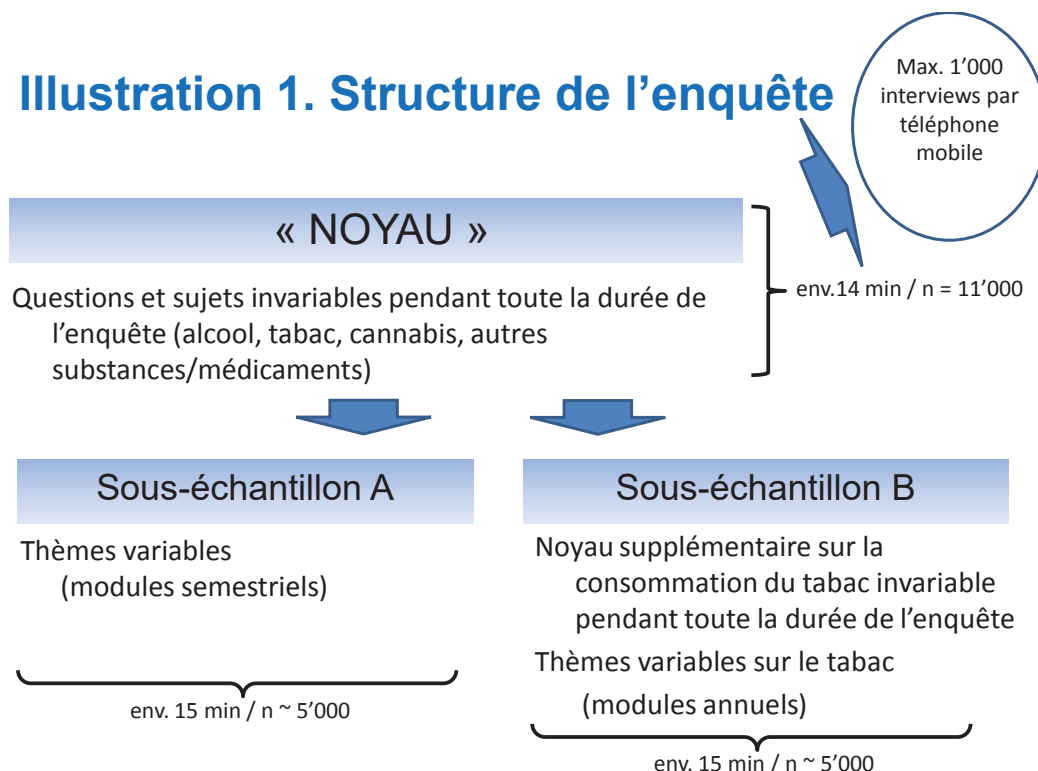 Illustration 1. Structure de l’enquête
Max. 1’000
interviews par
téléphone
mobile
« NOYAU »
Questions et sujets invariables pendant toute la durée de
l’enquête (alcool, tabac, cannabis, autres
substances/médicaments)
env.14 min / n = 11’000
Sous-échantillon A
Thèmes variables
(modules semestriels)
env. 15 min / n ~ 5’000
Sous-échantillon B
Noyau supplémentaire sur la
consommation du tabac invariable
pendant toute la durée de l’enquête
Thèmes variables sur le tabac
(modules annuels)
env. 15 min / n ~ 5’000